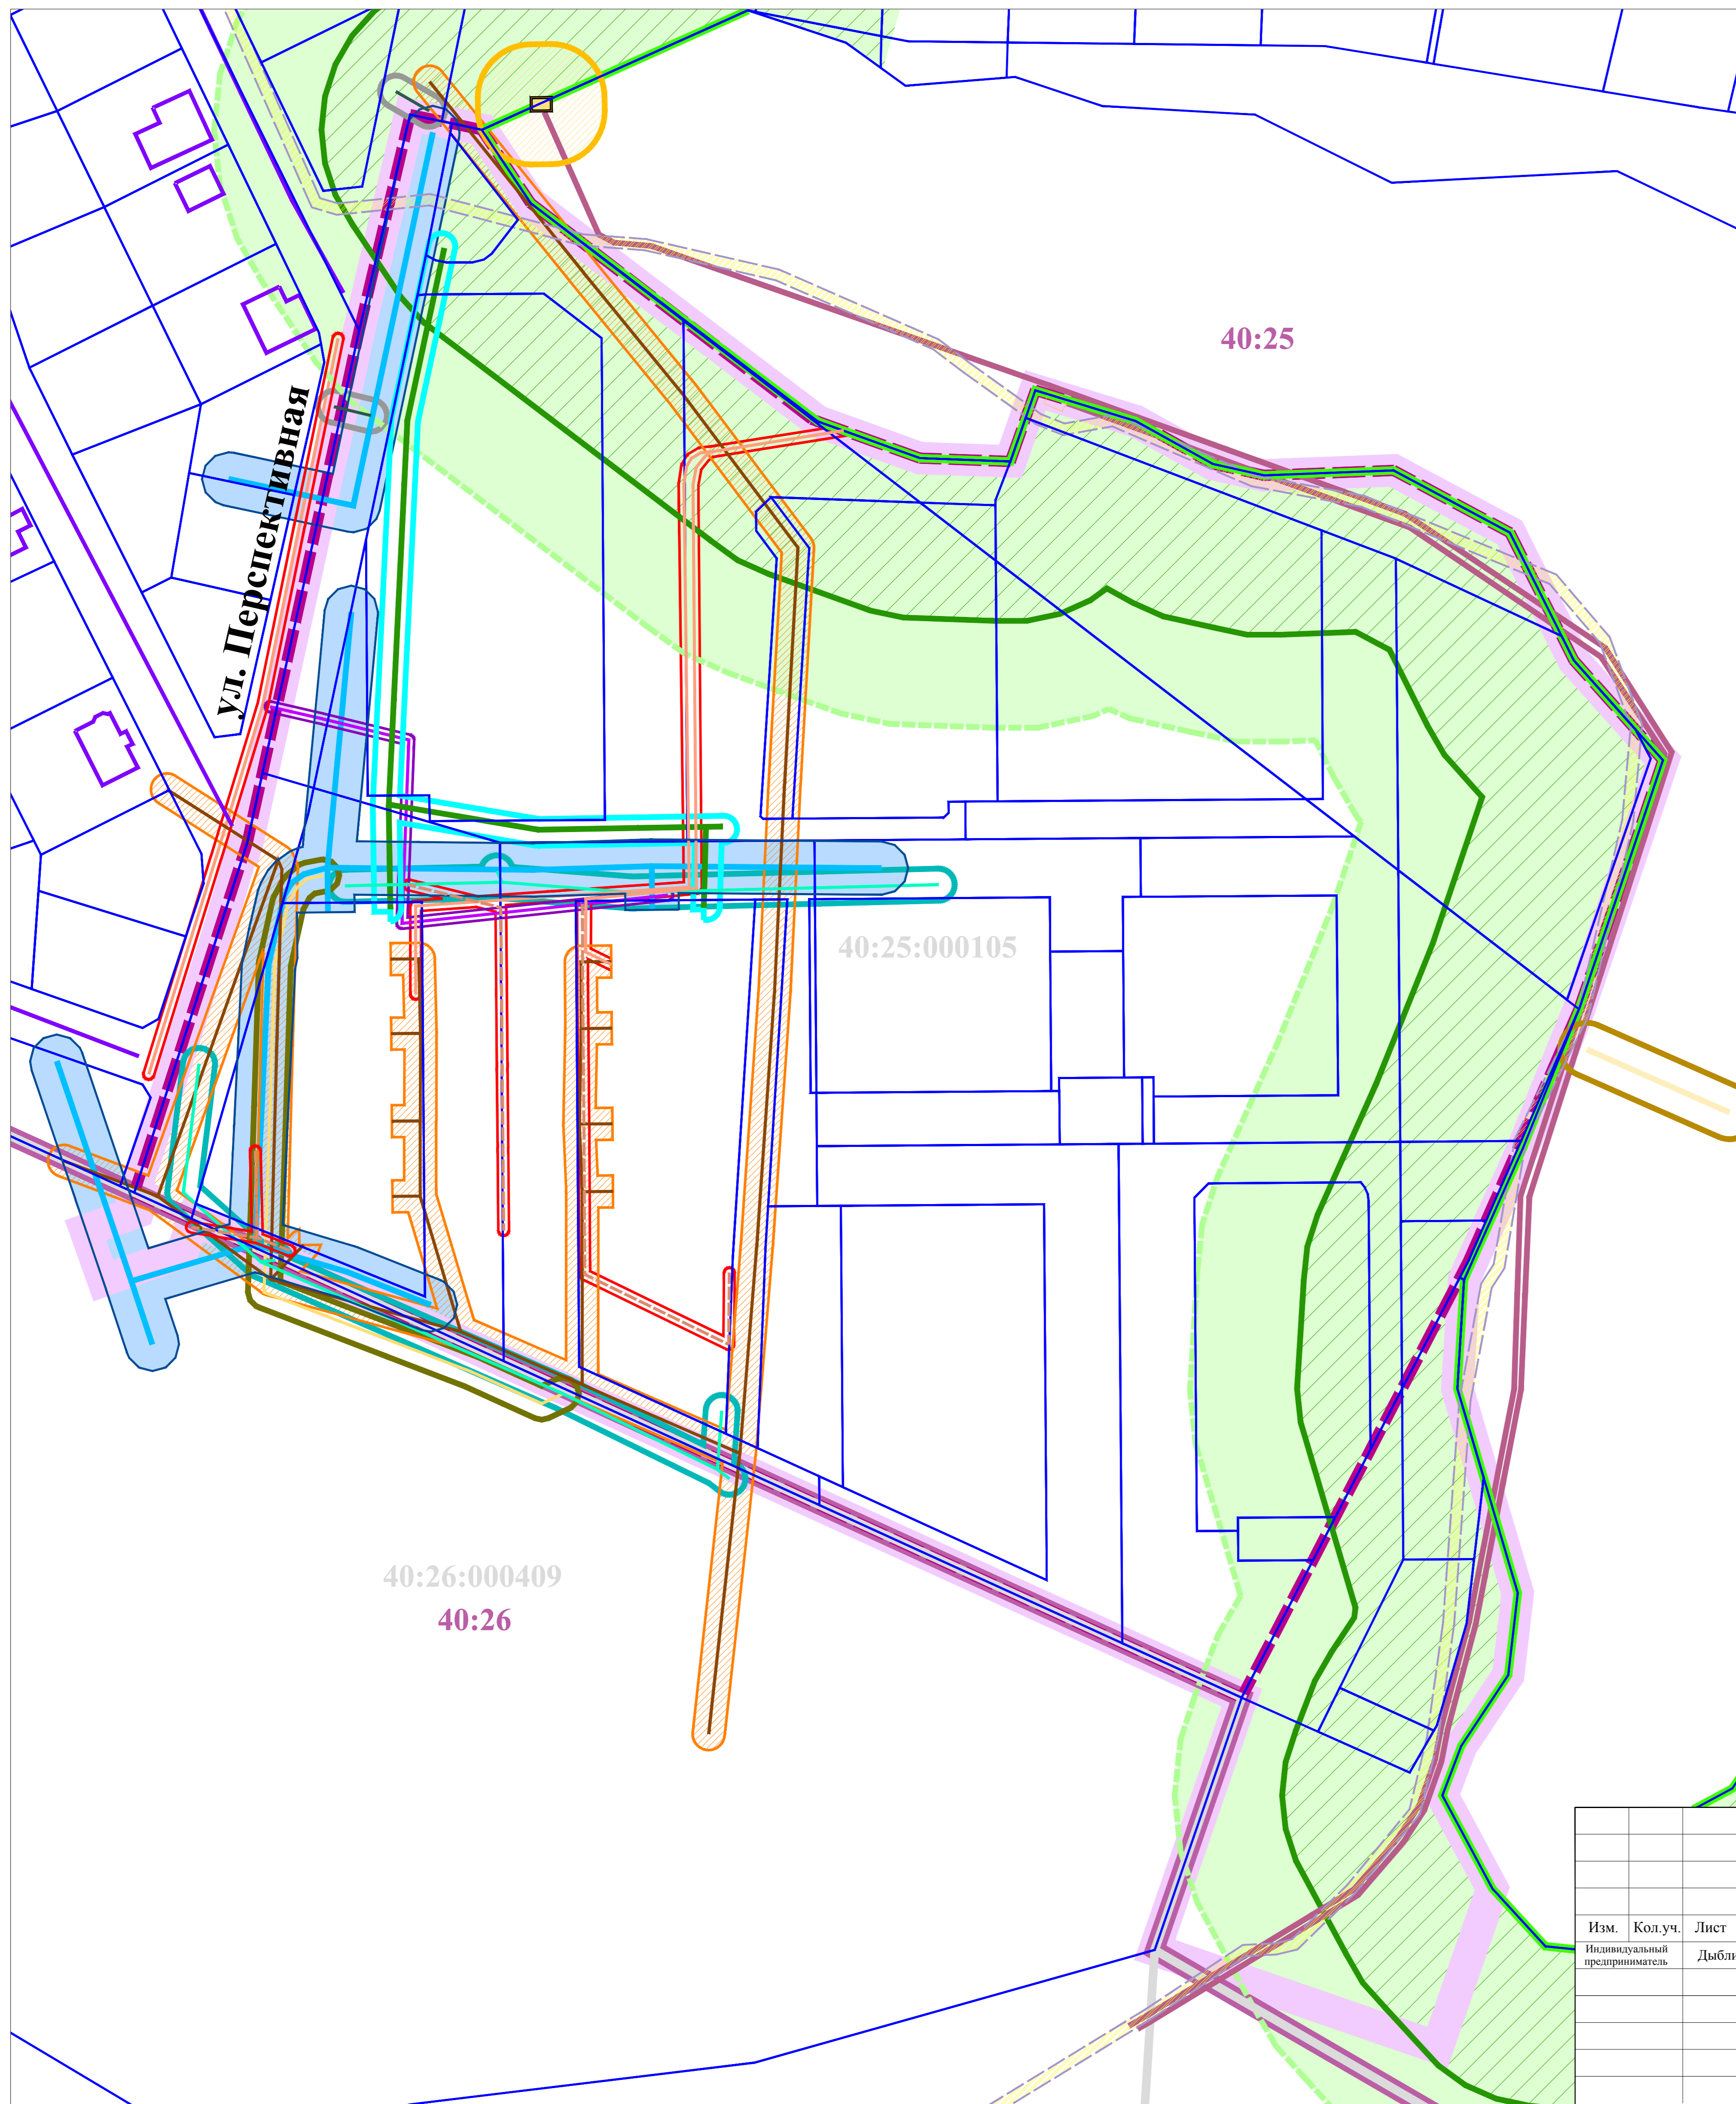 40:25
ул. Перспективная
40:25:000105
40:26:000409
40:26
Изм. Кол.уч. Лист
Индивидуальный
предприниматель